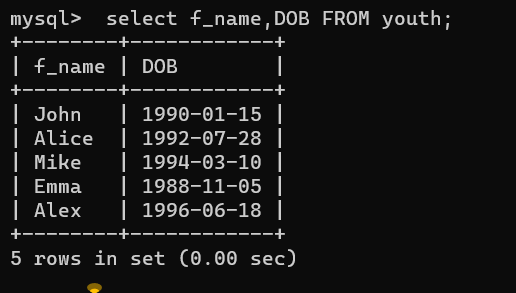 mysql>  select f_name,DOB FROM youth;
+--------+------------+
| f_name | DOB        |
+--------+------------+
| John   | 1990-01-15 |
| Alice  | 1992-07-28 |
| Mike   | 1994-03-10 |
| Emma   | 1988-11-05 |
| Alex   | 1996-06-18 |
+--------+------------+
5 rows in set (0.00 sec)